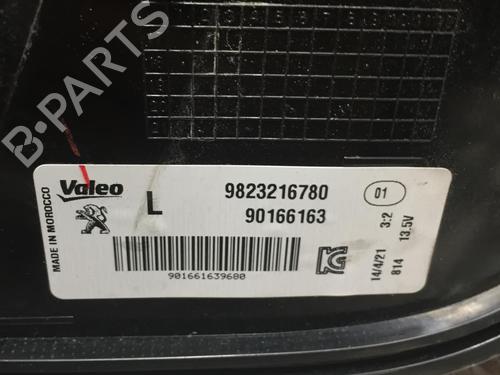 B-PARTS
MADE IN MOROCCO
Valeo
L
9823216780
90166163
01
3:2
13.5V
14/4/21
814
901661639680